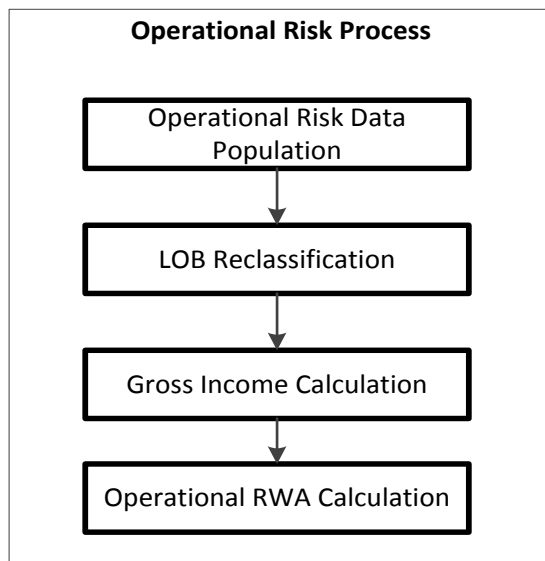 Operational Risk Process
Operational Risk Data
Population
LOB Reclassification
Gross Income Calculation
Operational RWA Calculation